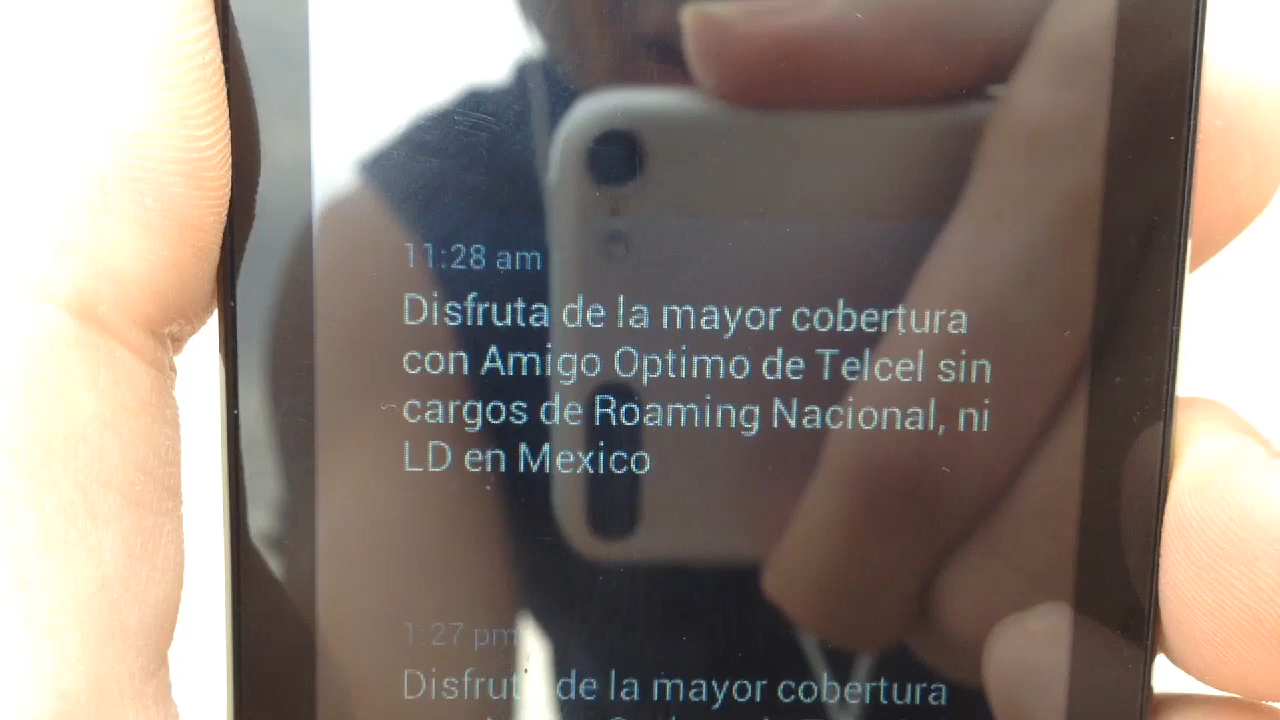 11:28 am
Disfruta de la mayor cobertura
con Amigo Optimo de Telcel sin
cargos de Roaming Nacional, ni
LD en Mexico
1:27 pm
Disfruta de la mayor cobertura